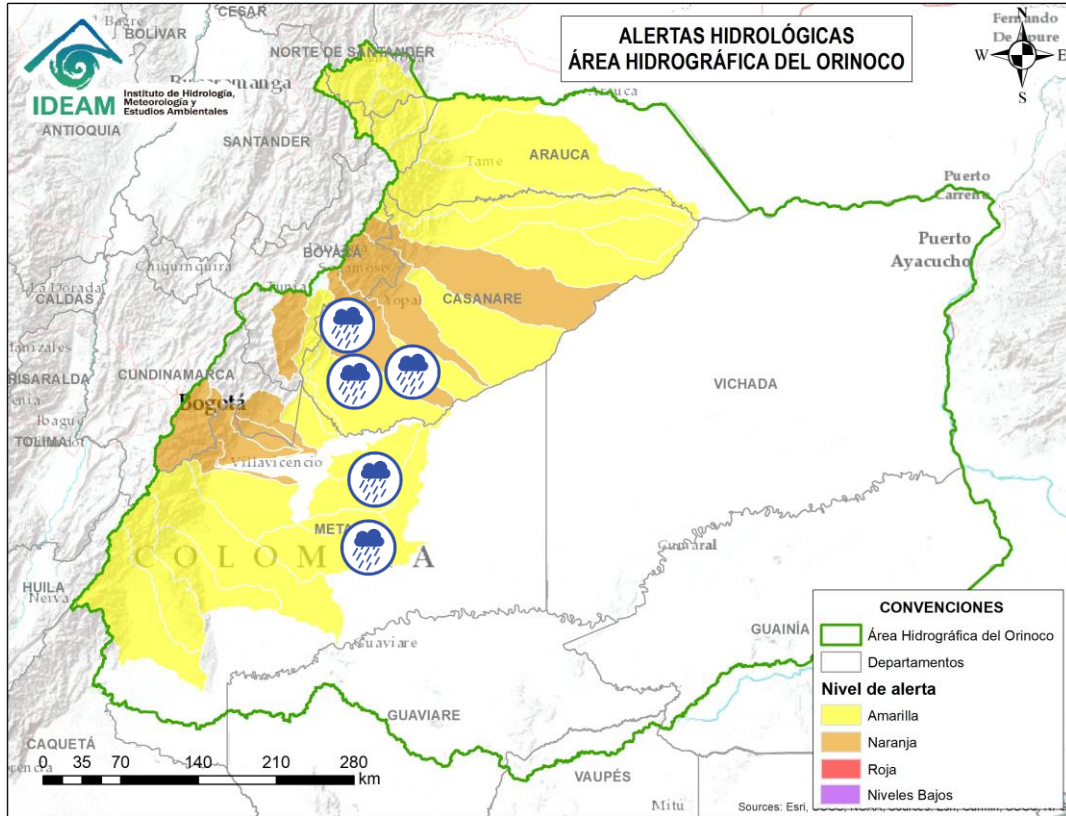 ALERTAS HIDROLÓGICAS
ÁREA HIDROGRÁFICA DEL ORINOCO
N
W
E
S
IDEAM
Instituto de Hidrología,
Meteorología y
Estudios Ambientales
CESAR
BOLÍVAR
NORTE DE SANTANDER
ANTIOQUIA
SANTANDER
Arauca
ARAUCA
Tame
Puerto
Carreño
Puerto
Ayacucho
BOYACÁ
Chiquinquirá
Tunja
La Dorada
CALDAS
Yopal
CASANARE
RISARALDA
CUNDINAMARCA
Bogotá
VICHADA
Ibagué
TOLIMA
Villavicencio
META
COLOMBIA
Cumaral
HUILA
Neiva
GUAINÍA
Guaviare
GUAVIARE
CAQUETÁ
VAUPÉS
Mitú
0 35 70 140 210 280
km
CONVENCIONES
Área Hidrográfica del Orinoco
Departamentos
Nivel de alerta
Amarilla
Naranja
Roja
Niveles Bajos
Sources: Esri,